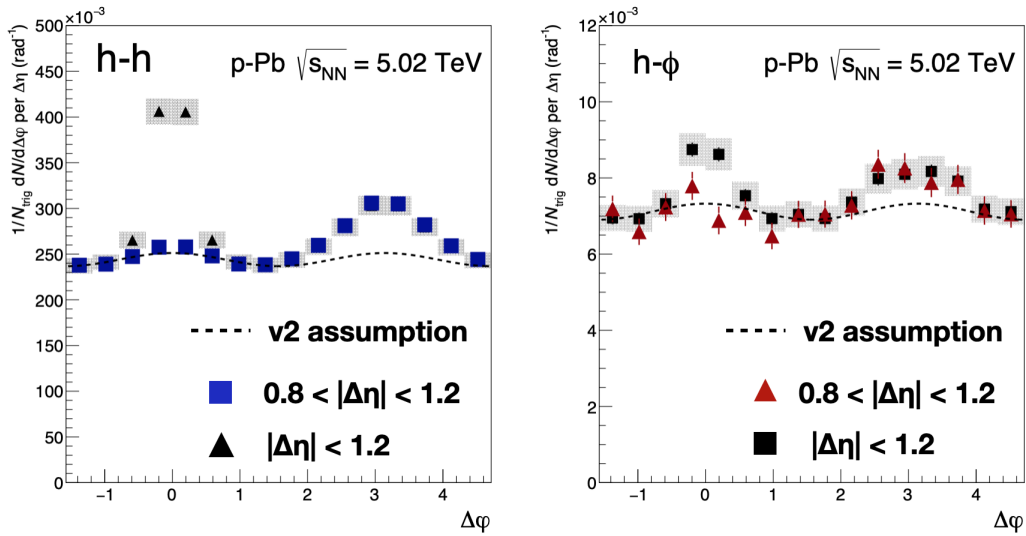 ×10⁻³
1/N_trig dN/dΔφ per Δη (rad⁻¹)
500
450
400
350
300
250
200
150
100
50
0
h-h
p-Pb √s_NN = 5.02 TeV
v2 assumption
0.8 < |Δη| < 1.2
|Δη| < 1.2
−1 0 1 2 3 4
Δφ
×10⁻³
1/N_trig dN/dΔφ per Δη (rad⁻¹)
12
10
8
6
4
2
0
h-ϕ
p-Pb √s_NN = 5.02 TeV
v2 assumption
0.8 < |Δη| < 1.2
|Δη| < 1.2
−1 0 1 2 3 4
Δφ